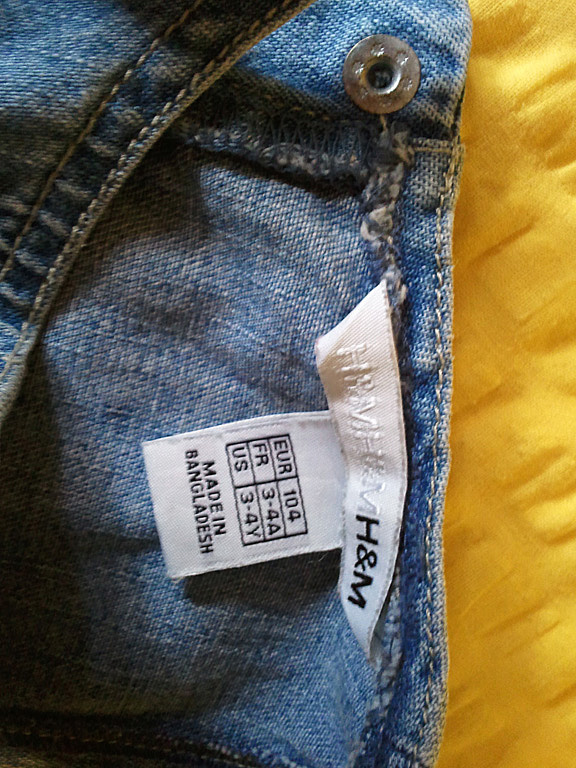 H&M H&M H&M
EUR 104
FR 3-4A
US 3-4Y
MADE IN
BANGLADESH